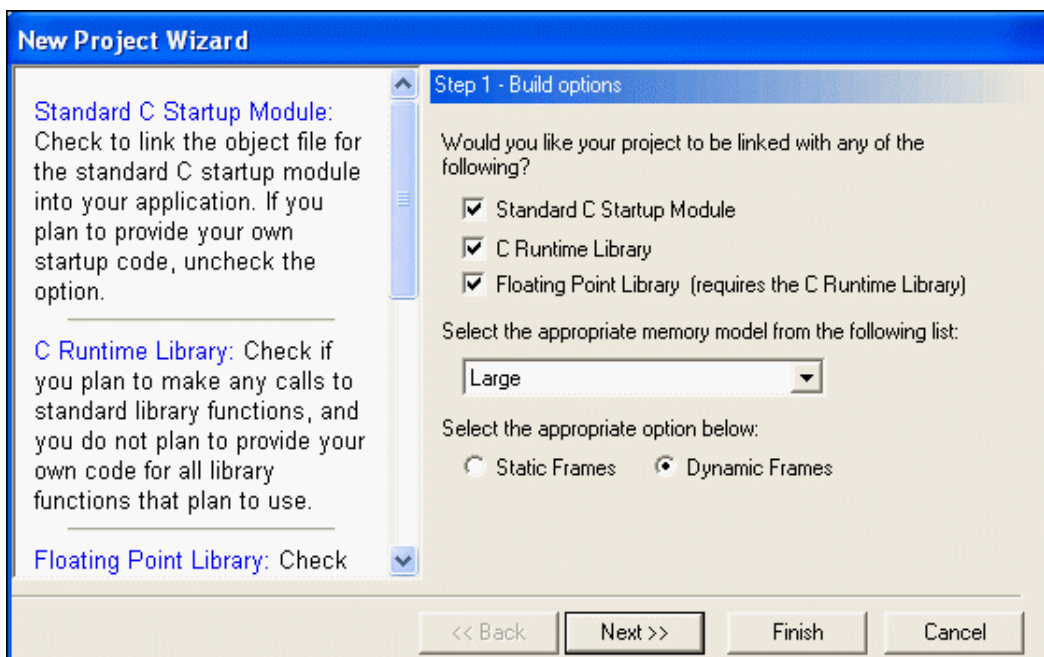 New Project Wizard
Standard C Startup Module:
Check to link the object file for
the standard C startup module
into your application. If you
plan to provide your own
startup code, uncheck the
option.
C Runtime Library: Check if
you plan to make any calls to
standard library functions, and
you do not plan to provide your
own code for all library
functions that plan to use.
Floating Point Library: Check
Step 1 - Build options
Would you like your project to be linked with any of the
following?
Standard C Startup Module
C Runtime Library
Floating Point Library (requires the C Runtime Library)
Select the appropriate memory model from the following list:
Large
Select the appropriate option below:
Static Frames Dynamic Frames
<< Back Next >> Finish Cancel